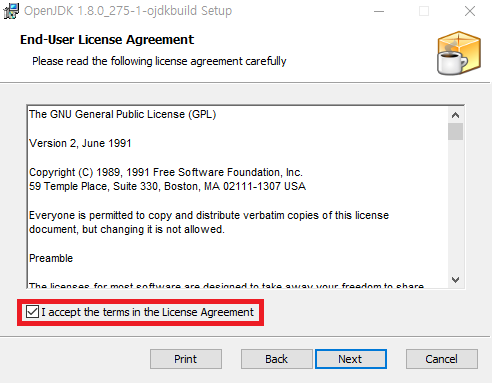 OpenJDK 1.8.0_275-1-ojdkbuild Setup
End-User License Agreement
Please read the following license agreement carefully
The GNU General Public License (GPL)
Version 2, June 1991
Copyright (C) 1989, 1991 Free Software Foundation, Inc.
59 Temple Place, Suite 330, Boston, MA 02111-1307 USA
Everyone is permitted to copy and distribute verbatim copies of this license
document, but changing it is not allowed.
Preamble
The licenses for most software are designed to take away your freedom to share
I accept the terms in the License Agreement
Print
Back
Next
Cancel